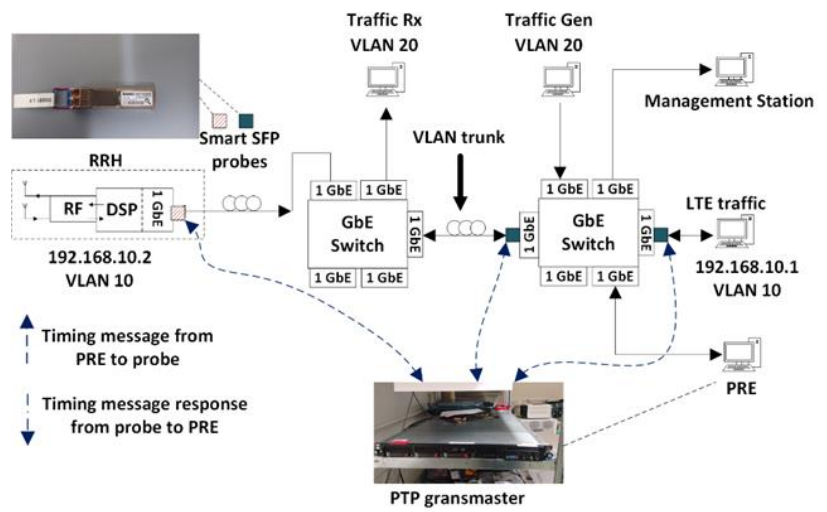 Traffic Rx
VLAN 20
Traffic Gen
VLAN 20
Management Station
Smart SFP
probes
VLAN trunk
RRH
RF
DSP
1 GbE
1 GbE
1 GbE
GbE
Switch
1 GbE
1 GbE
1 GbE
1 GbE
1 GbE
1 GbE
GbE
Switch
1 GbE
1 GbE
1 GbE
LTE traffic
192.168.10.2
VLAN 10
192.168.10.1
VLAN 10
Timing message from
PRE to probe
Timing message response
from probe to PRE
PRE
PTP gransmaster